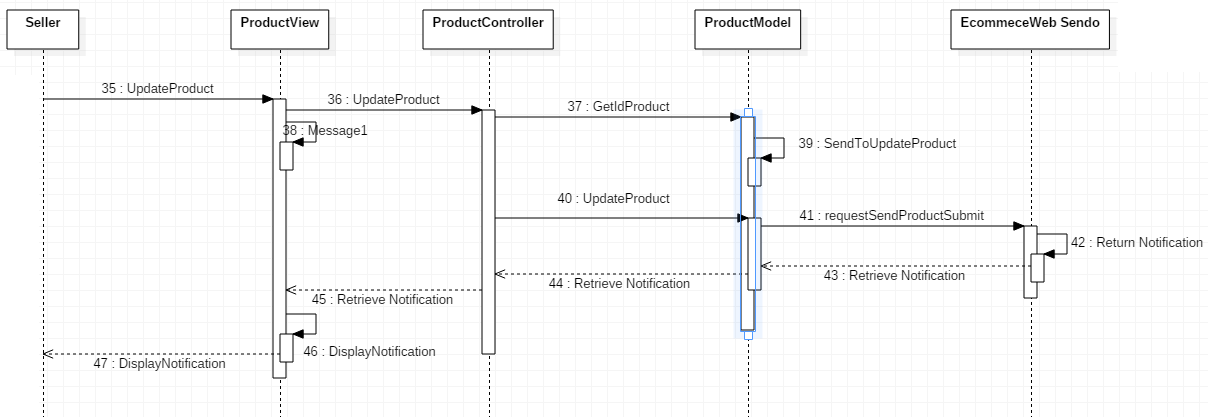 Seller
ProductView
ProductController
ProductModel
EcommeceWeb Sendo
35 : UpdateProduct
36 : UpdateProduct
37 : GetIdProduct
38 : Message1
39 : SendToUpdateProduct
40 : UpdateProduct
41 : requestSendProductSubmit
42 : Return Notification
43 : Retrieve Notification
44 : Retrieve Notification
45 : Retrieve Notification
46 : DisplayNotification
47 : DisplayNotification